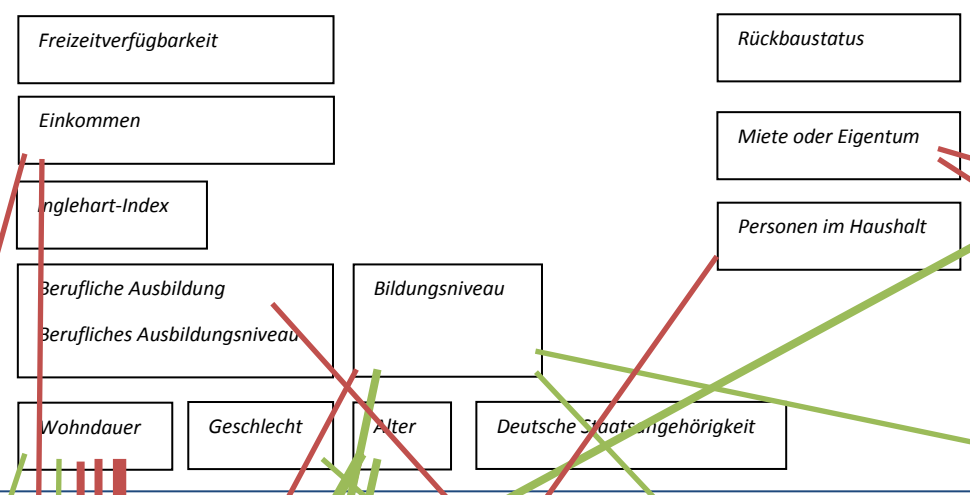 Freizeitverfügbarkeit
Rückbaustatus
Einkommen
Miete oder Eigentum
Inglehart-Index
Personen im Haushalt
Berufliche Ausbildung
Berufliches Ausbildungsniveau
Bildungsniveau
Wohndauer
Geschlecht
Alter
Deutsche Staatsangehörigkeit